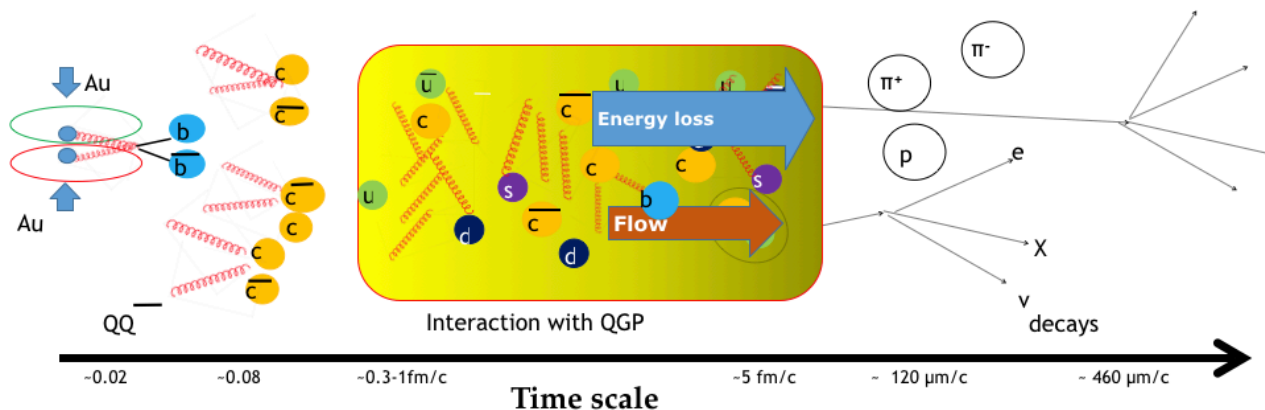 Au
Au
b
b
c
c
c
c
c
c
QQ
u
c
u
s
d
c
c
c
d
u
c
b
u
s
Energy loss
Flow
Interaction with QGP
π+
π-
p
e
X
ν
decays
~0.02
~0.08
~0.3-1fm/c
~5 fm/c
~ 120 μm/c
~ 460 μm/c
Time scale